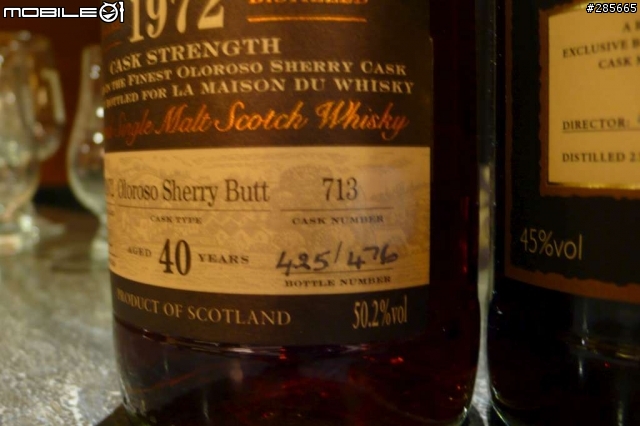 MOBILE01
#285665
1972
DISTILLED
CASK STRENGTH
THE FINEST OLOROSO SHERRY CASK
BOTTLED FOR LA MAISON DU WHISKY
Single Malt Scotch Whisky
Oloroso Sherry Butt
CASK TYPE
713
CASK NUMBER
AGED 40 YEARS
425/476
BOTTLE NUMBER
PRODUCT OF SCOTLAND
50.2%vol
EXCLUSIVE
CASK
DIRECTOR:
DISTILLED
45%vol